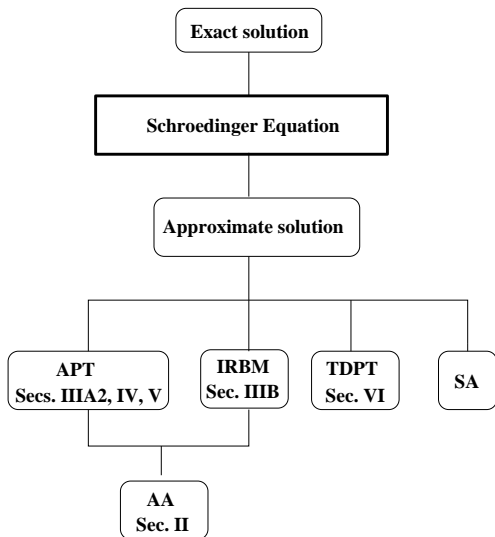 Exact solution
Schroedinger Equation
Approximate solution
APT
Secs. IIIA2, IV, V
IRBM
Sec. IIIB
TDPT
Sec. VI
SA
AA
Sec. II